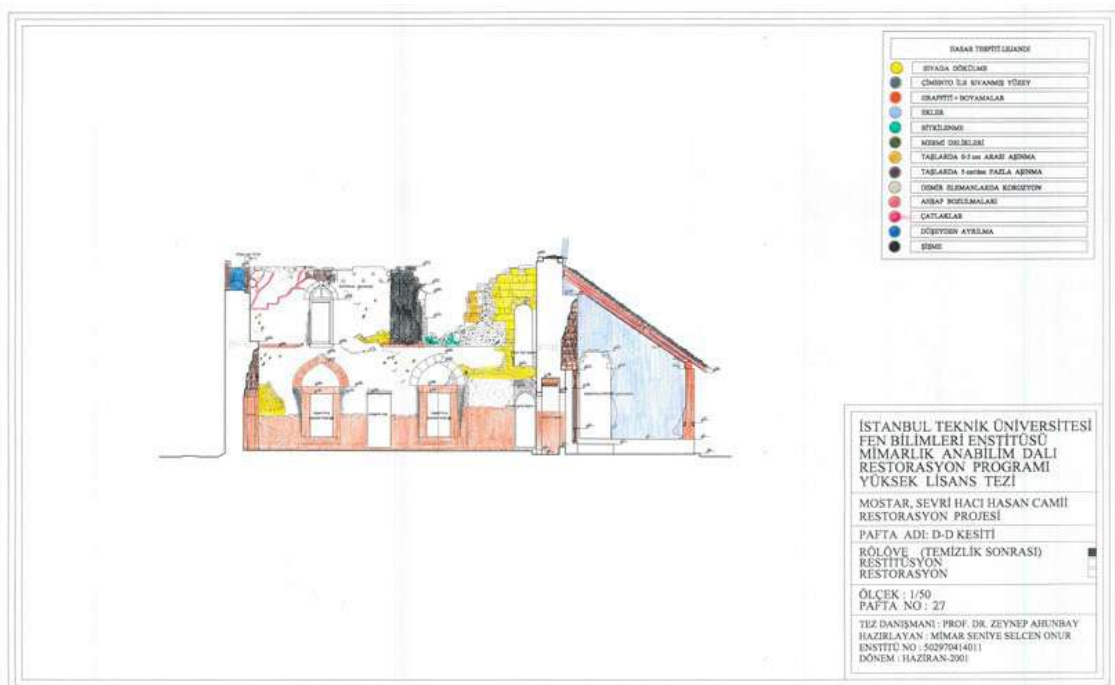 HASAR TESPİTİ LEJANDI
SIVADA DÖKÜLME
ÇİMENTO İLE SIVANMIŞ YÜZEY
GRAFFİTİ + BOYAMALAR
EKLER
BİTKİLENME
MERMİ DELİKLERİ
TAŞLARDA 0-5 cm ARASI AŞINMA
TAŞLARDA 5 cm'den FAZLA AŞINMA
DEMİR ELEMANLARDA KOROZYON
AHŞAP BOZULMALARI
ÇATLAKLAR
DÜŞEYDEN AYRILMA
ŞİŞME
İSTANBUL TEKNİK ÜNİVERSİTESİ
FEN BİLİMLERİ ENSTİTÜSÜ
MİMARLIK ANABİLİM DALI
RESTORASYON PROGRAMI
YÜKSEK LİSANS TEZİ
MOSTAR, SEVRİ HACI HASAN CAMİİ
RESTORASYON PROJESİ
PAFTA ADI: D-D KESİTİ
RÖLÖVE (TEMİZLİK SONRASI)
RESTİTÜSYON
RESTORASYON
ÖLÇEK : 1/50
PAFTA NO : 27
TEZ DANIŞMANI : PROF. DR. ZEYNEP AHUNBAY
HAZIRLAYAN : MİMAR SENİYE SELCEN ONUR
ENSTİTÜ NO : 502970414011
DÖNEM : HAZİRAN-2001